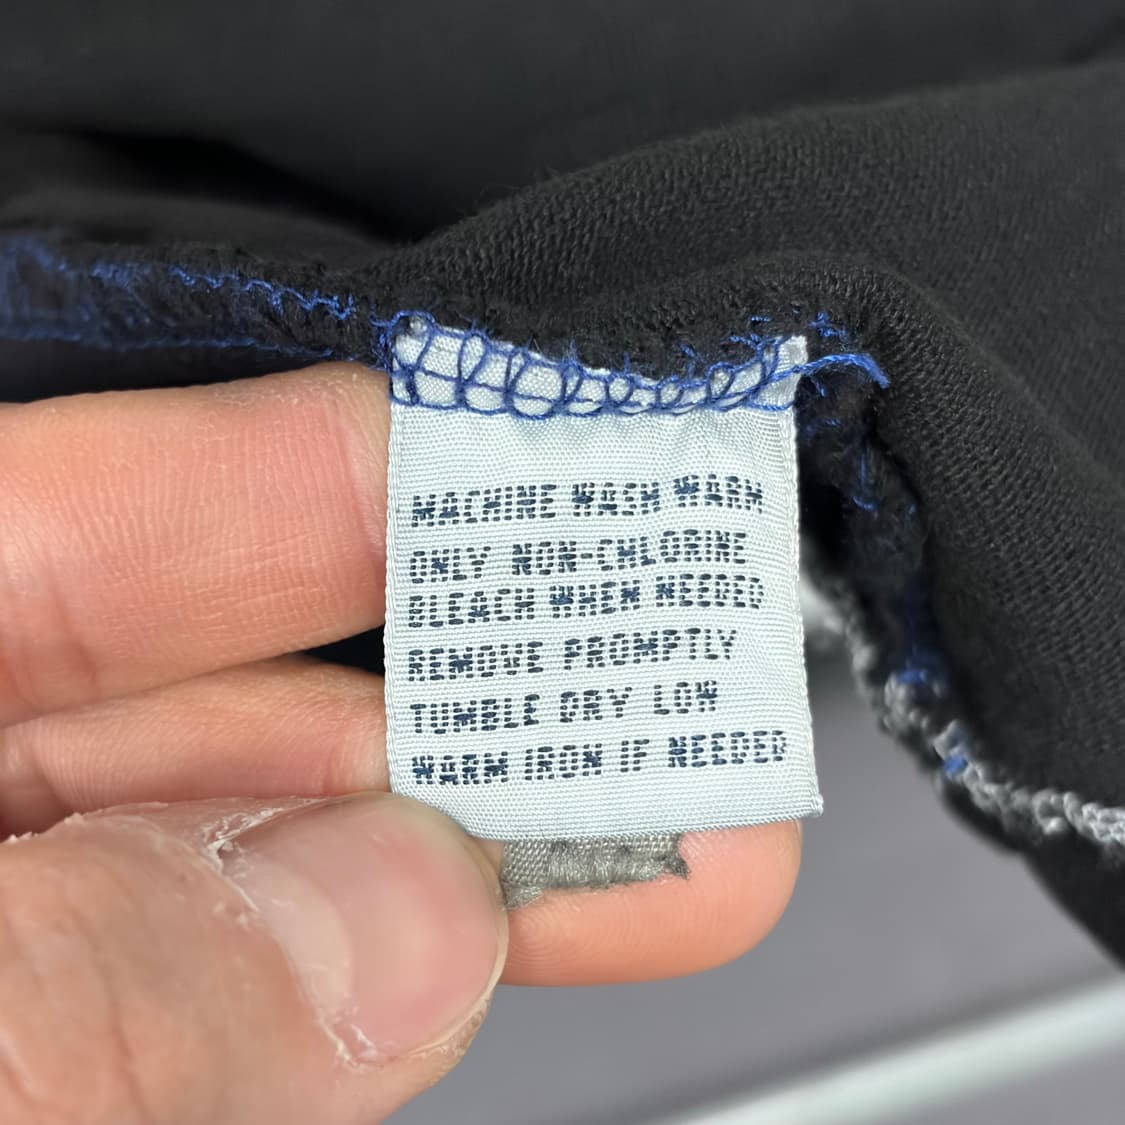 MACHINE WASH WARM
ONLY NON-CHLORINE
BLEACH WHEN NEEDED
REMOVE PROMPTLY
TUMBLE DRY LOW
WARM IRON IF NEEDED